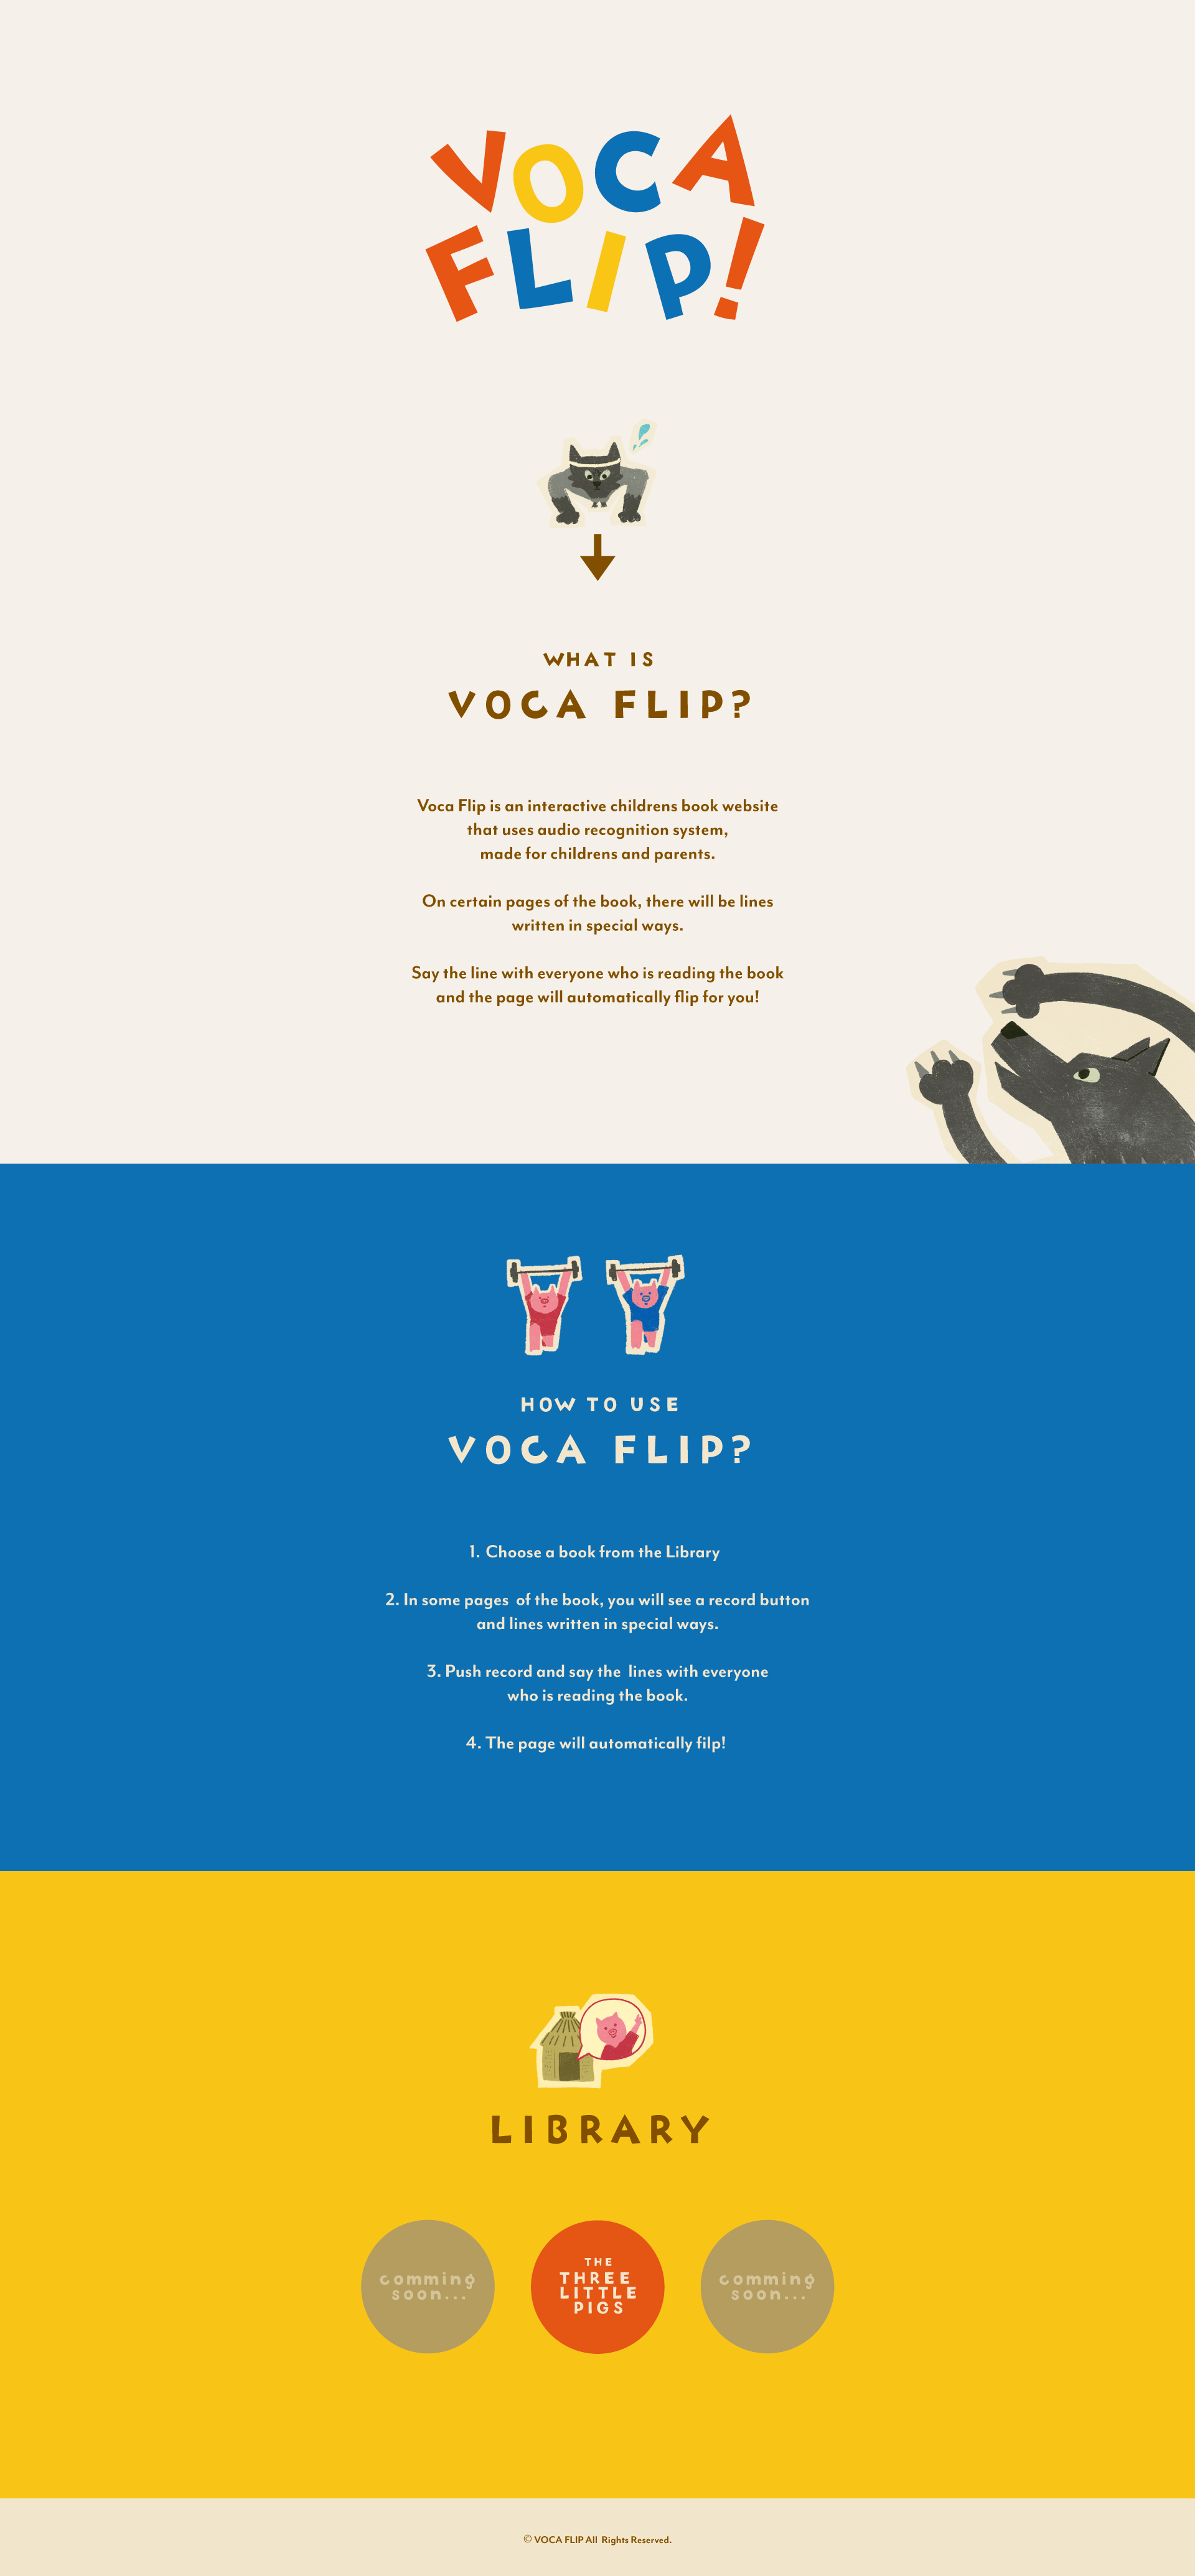 VOCA
FLIP!
WHAT IS
VOCA FLIP?
Voca Flip is an interactive childrens book website
that uses audio recognition system,
made for childrens and parents.
On certain pages of the book, there will be lines
written in special ways.
Say the line with everyone who is reading the book
and the page will automatically flip for you!
HOW TO USE
VOCA FLIP?
1. Choose a book from the Library
2. In some pages of the book, you will see a record button
and lines written in special ways.
3. Push record and say the lines with everyone
who is reading the book.
4. The page will automatically filp!
LIBRARY
comming
soon...
THE
THREE
LITTLE
PIGS
comming
soon...
© VOCA FLIP All Rights Reserved.